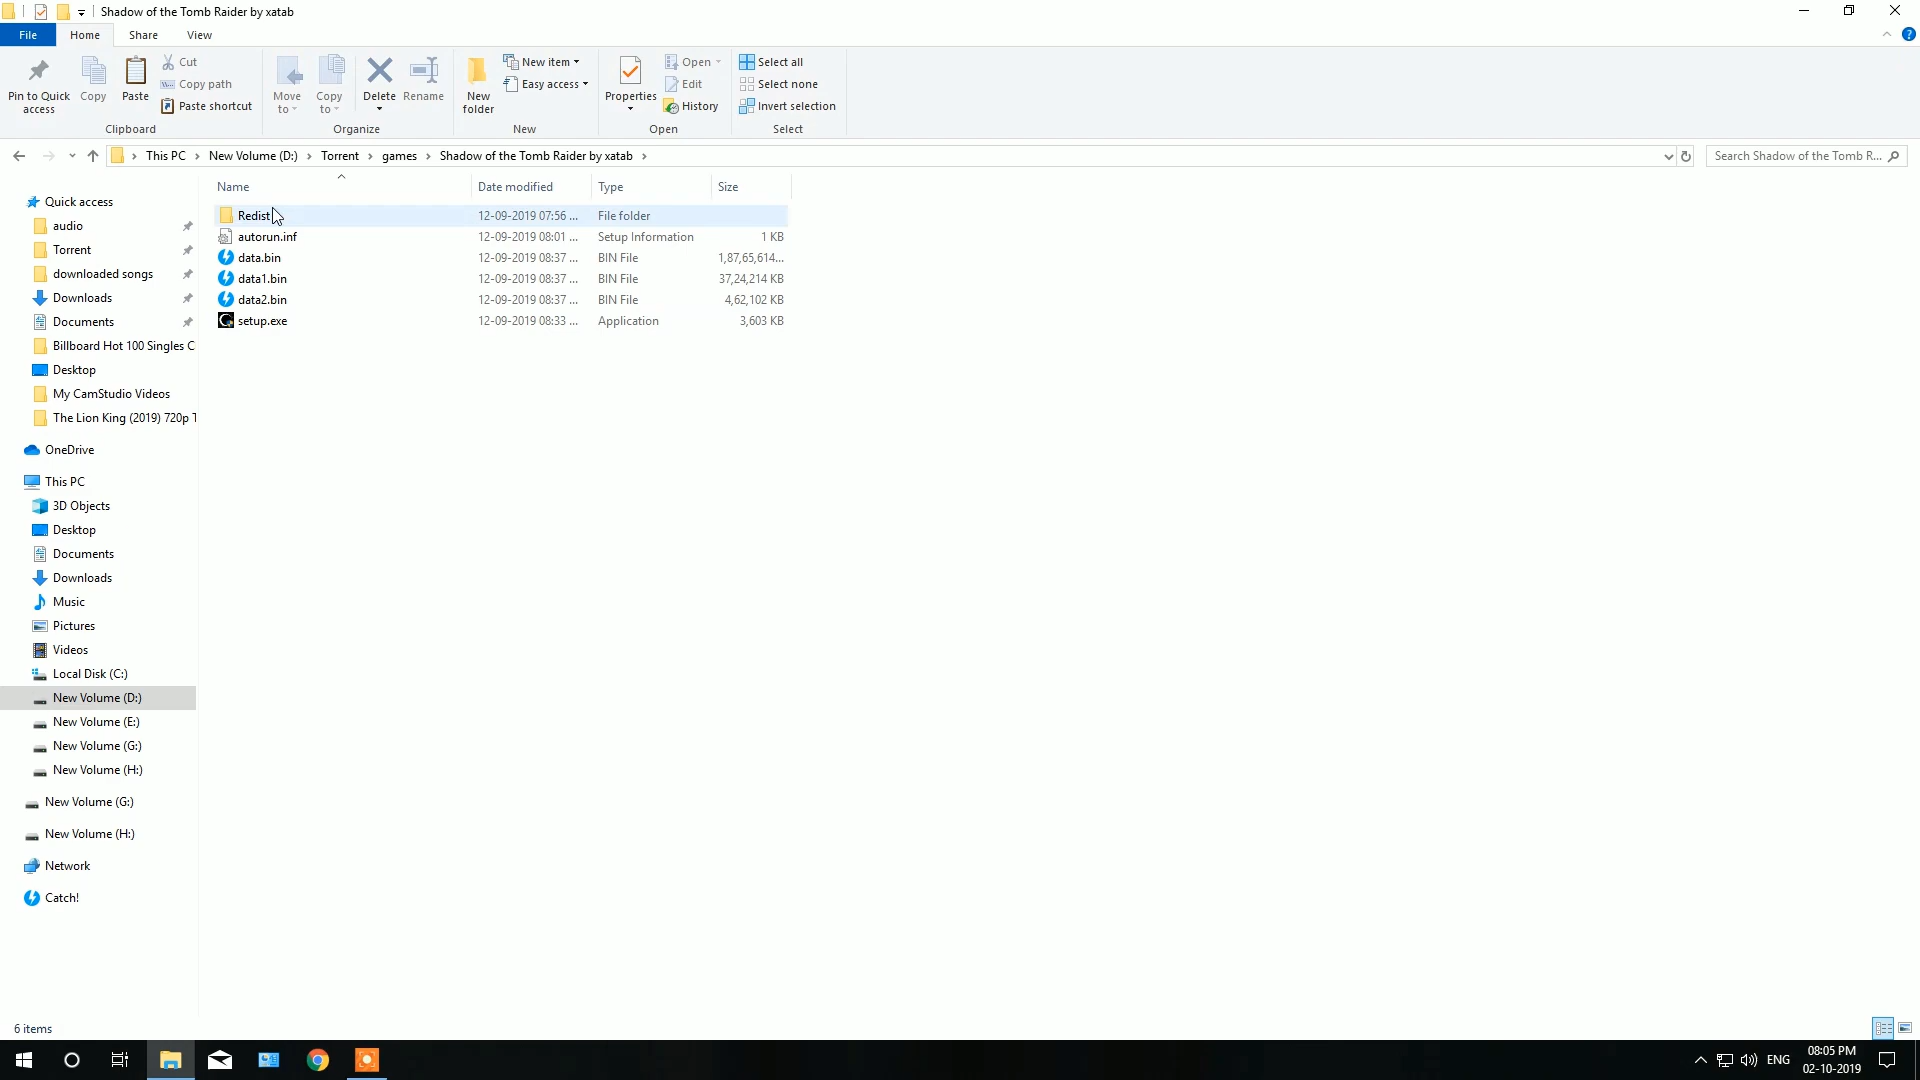 Shadow of the Tomb Raider by xatab
File Home Share View
Pin to Quick access
Copy
Paste
Cut
Copy path
Paste shortcut
Clipboard
Move to
Copy to
Delete
Rename
Organize
New folder
New item
Easy access
New
Properties
Open
Edit
History
Open
Select all
Select none
Invert selection
Select
This PC > New Volume (D:) > Torrent > games > Shadow of the Tomb Raider by xatab >
Search Shadow of the Tomb R...
Name Date modified Type Size
Redist 12-09-2019 07:56 ... File folder
autorun.inf 12-09-2019 08:01 ... Setup Information 1 KB
data.bin 12-09-2019 08:37 ... BIN File 1,87,65,614...
data1.bin 12-09-2019 08:37 ... BIN File 37,24,214 KB
data2.bin 12-09-2019 08:37 ... BIN File 4,62,102 KB
setup.exe 12-09-2019 08:33 ... Application 3,603 KB
Quick access
audio
Torrent
downloaded songs
Downloads
Documents
Billboard Hot 100 Singles C
Desktop
My CamStudio Videos
The Lion King (2019) 720p T
OneDrive
This PC
3D Objects
Desktop
Documents
Downloads
Music
Pictures
Videos
Local Disk (C:)
New Volume (D:)
New Volume (E:)
New Volume (G:)
New Volume (H:)
New Volume (G:)
New Volume (H:)
Network
Catch!
6 items
ENG
08:05 PM
02-10-2019